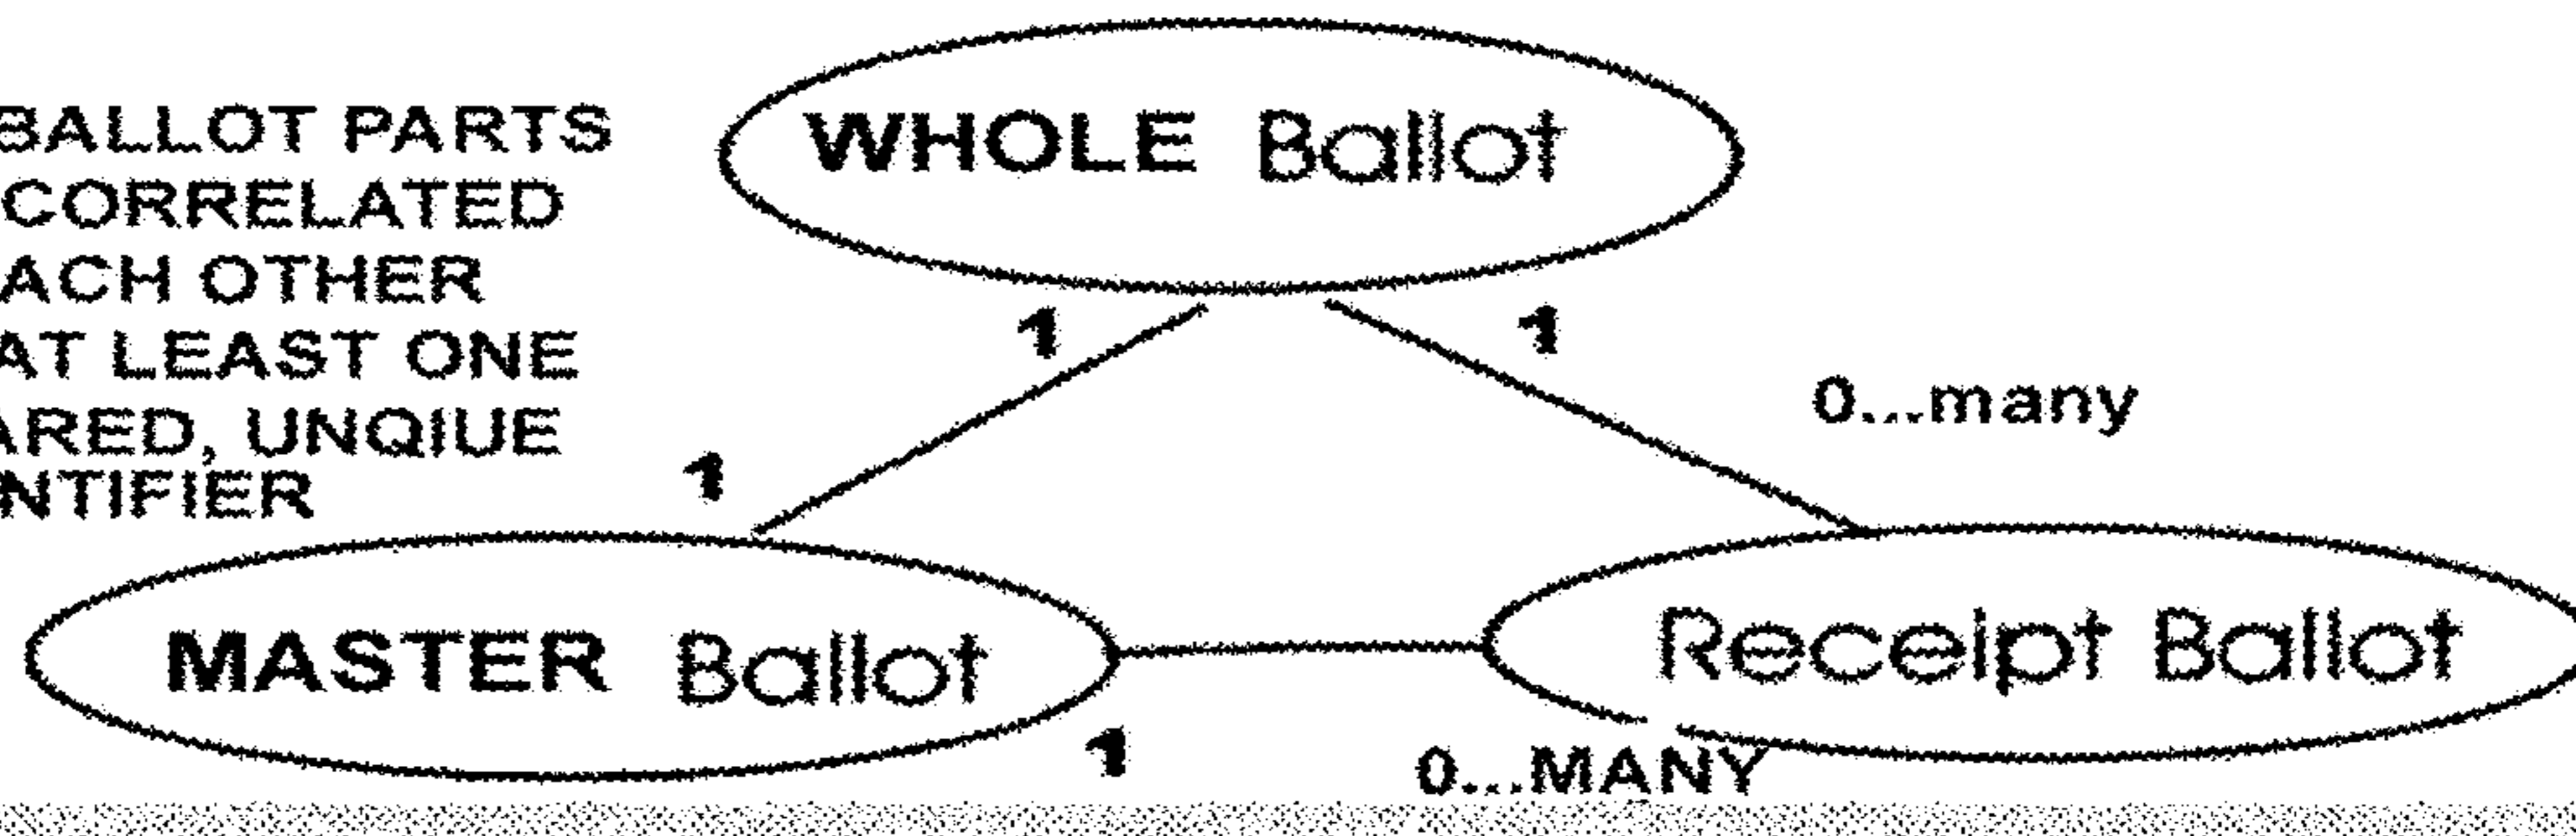 BALLOT PARTS
CORRELATED
ACH OTHER
AT LEAST ONE
ARED, UNQIUE
NTIFIER
WHOLE Ballot
1
1
0...many
1
MASTER Ballot
Receipt Ballot
1
0...MANY